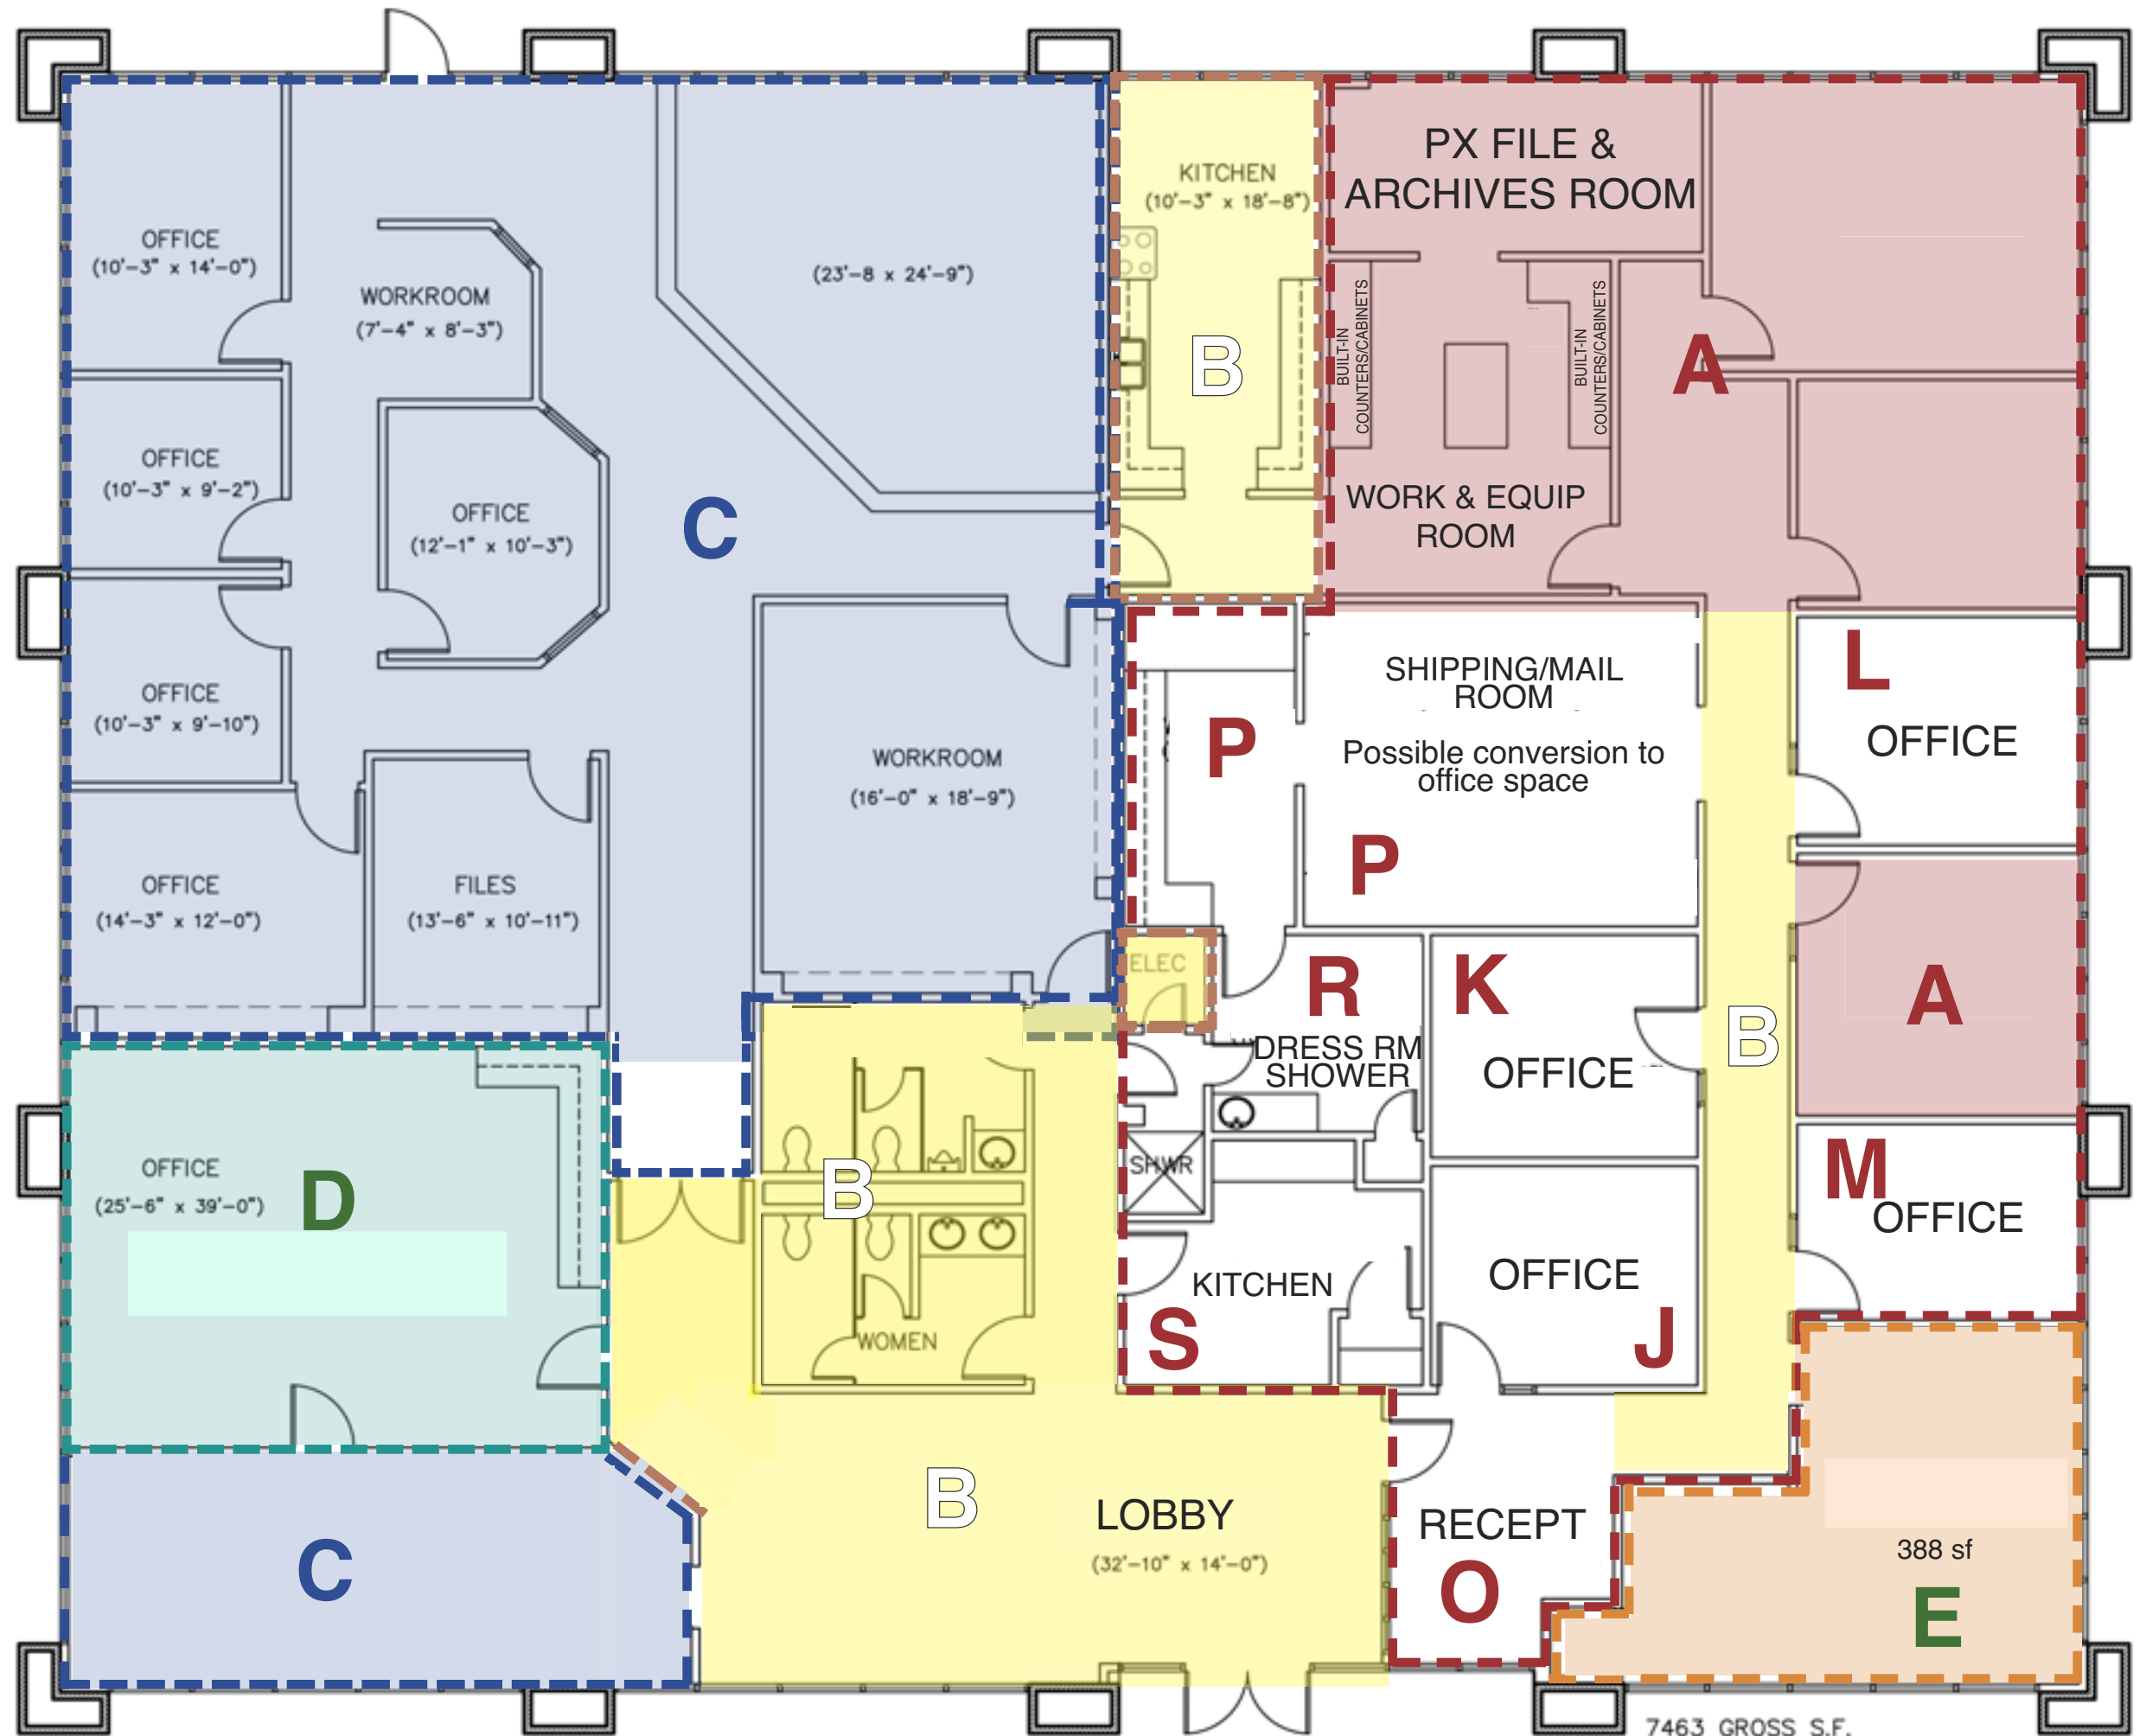 PX FILE &
ARCHIVES ROOM
KITCHEN
(10'-3" x 18'-8")
OFFICE
(10'-3" x 14'-0")
WORKROOM
(7'-4" x 8'-3")
(23'-8 x 24'-9")
B
A
BUILT-IN
COUNTERS/CABINETS
BUILT-IN
COUNTERS/CABINETS
OFFICE
(10'-3" x 9'-2")
OFFICE
(12'-1" x 10'-3")
C
WORK & EQUIP
ROOM
OFFICE
(10'-3" x 9'-10")
WORKROOM
(16'-0" x 18'-9")
P
SHIPPING/MAIL
ROOM
Possible conversion to
office space
P
L
OFFICE
OFFICE
(14'-3" x 12'-0")
FILES
(13'-6" x 10'-11")
ELEC
R
DRESS RM
SHOWER
K
OFFICE
B
A
OFFICE
(25'-6" x 39'-0")
D
B
SHWR
M
OFFICE
WOMEN
KITCHEN
S
OFFICE
J
C
B
LOBBY
(32'-10" x 14'-0")
RECEPT
O
388 sf
E
7463 GROSS S.F.